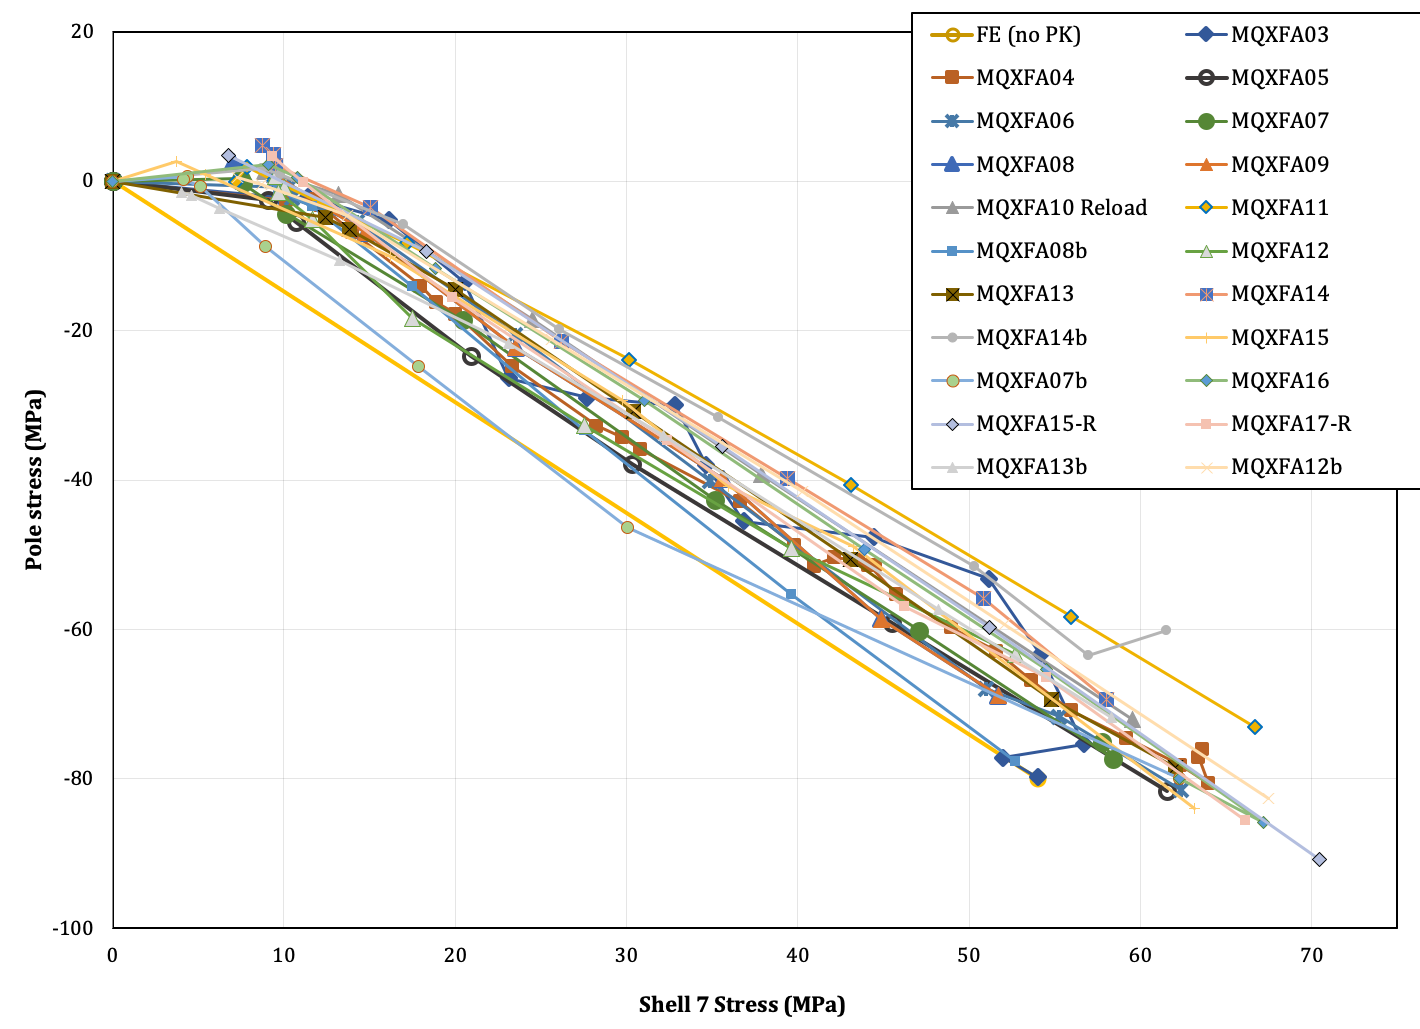 FE (no PK) MQXFA03
MQXFA04 MQXFA05
MQXFA06 MQXFA07
MQXFA08 MQXFA09
MQXFA10 Reload MQXFA11
MQXFA08b MQXFA12
MQXFA13 MQXFA14
MQXFA14b MQXFA15
MQXFA07b MQXFA16
MQXFA15-R MQXFA17-R
MQXFA13b MQXFA12b
Pole stress (MPa)
20
0
-20
-40
-60
-80
-100
0 10 20 30 40 50 60 70
Shell 7 Stress (MPa)